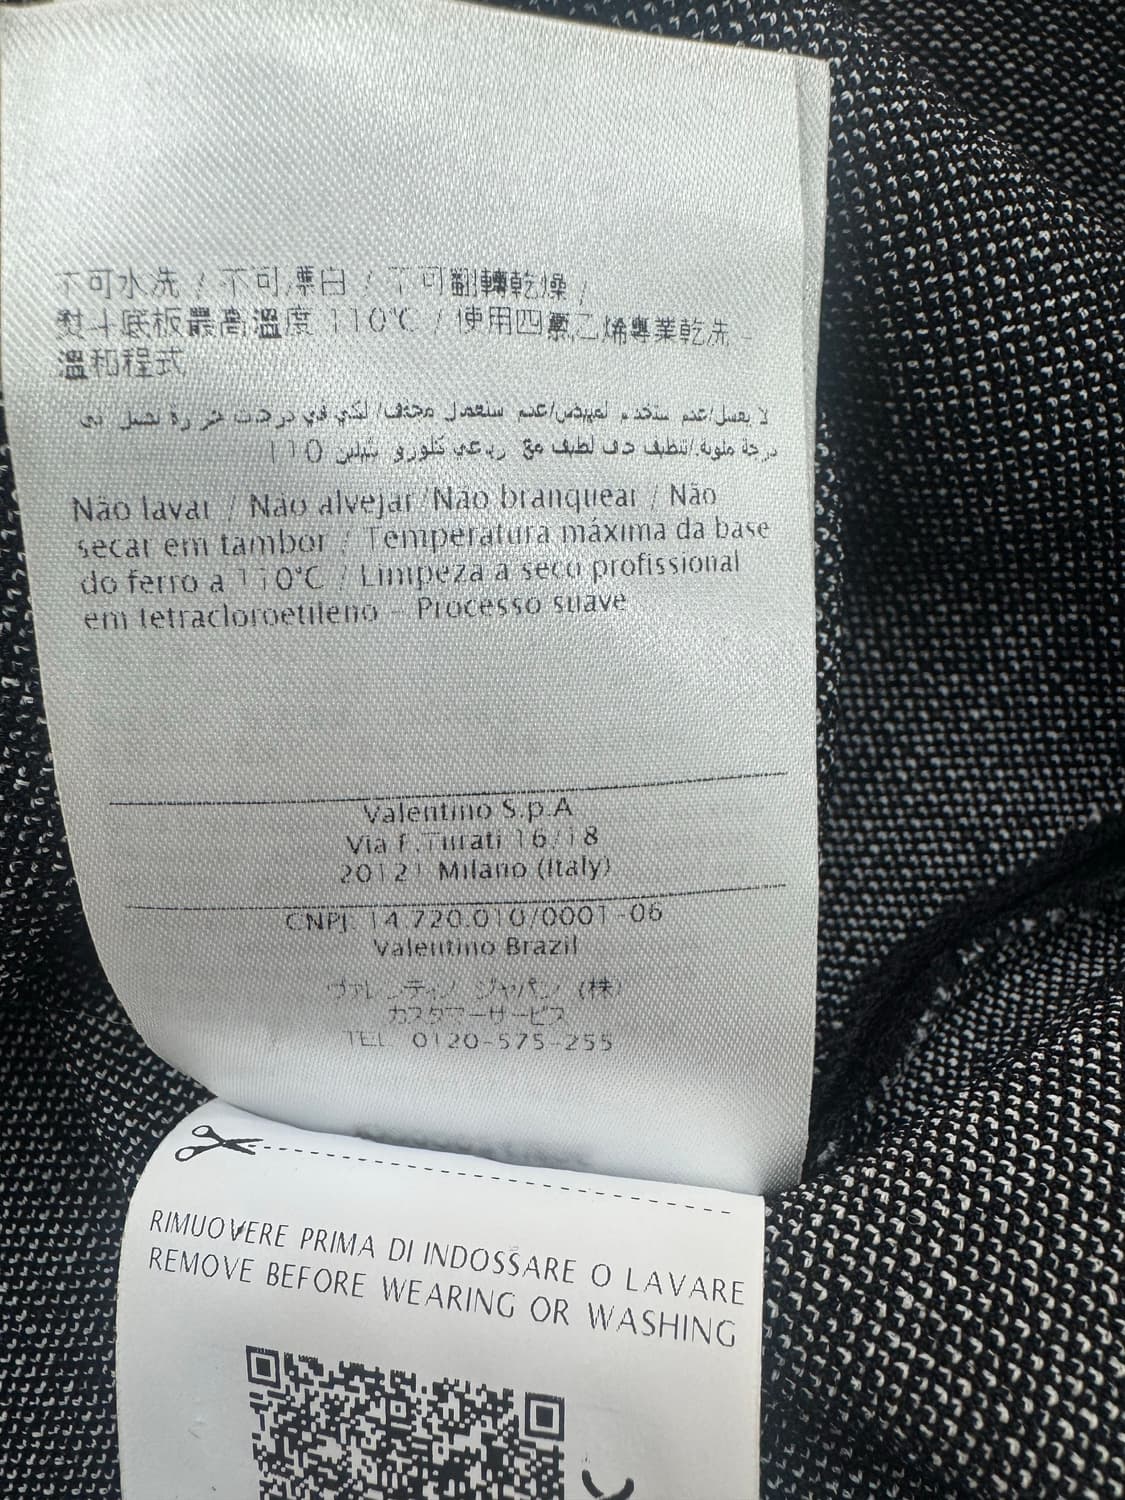 不可水洗 / 不可漂白 / 不可翻轉乾燥 /
熨斗底板最高溫度 110°C / 使用四氯乙烯專業乾洗 -
溫和程式
لا يغسل/عدم
110
Não lavar / Não alvejar/Não branquear / Não
secar em tambor / Temperatura máxima da base
do ferro a 110°C / Limpeza a seco profissional
em tetracloroetileno - Processo suave
Valentino S.p.A
Via F.Turati 16/18
20121 Milano (Italy)
CNPJ: 14.720.010/0001-06
Valentino Brazil
ヴァレンティノ ジャパン (株)
カスタマーサービス
TEL 0120-575-255
RIMUOVERE PRIMA DI INDOSSARE O LAVARE
REMOVE BEFORE WEARING OR WASHING